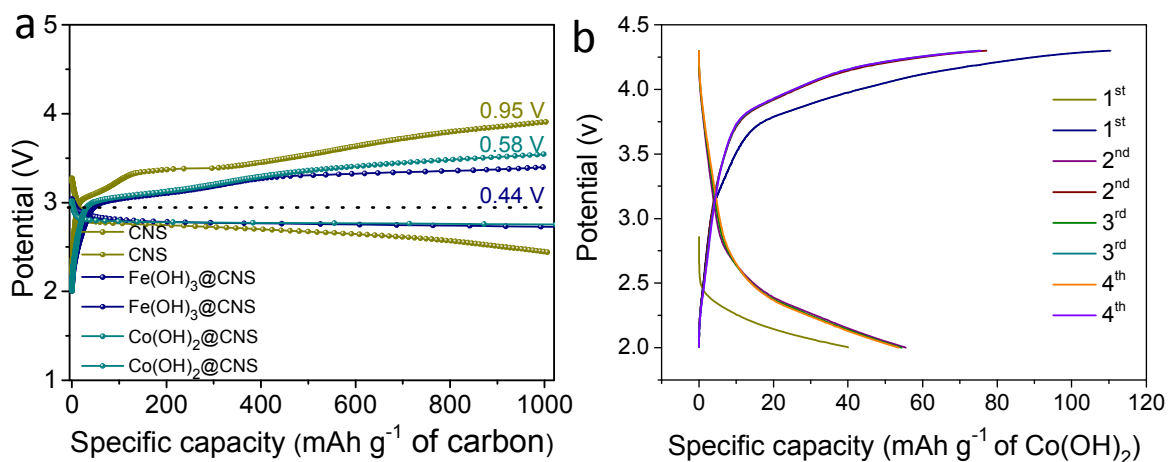 a
5
4
3
2
1
Potential (V)
0.95 V
0.58 V
0.44 V
CNS
CNS
Fe(OH)₃@CNS
Fe(OH)₃@CNS
Co(OH)₂@CNS
Co(OH)₂@CNS
0 200 400 600 800 1000
Specific capacity (mAh g⁻¹ of carbon)
b
4.5
4.0
3.5
3.0
2.5
2.0
Potential (v)
1ˢᵗ
1ˢᵗ
2ⁿᵈ
2ⁿᵈ
3ʳᵈ
3ʳᵈ
4ᵗʰ
4ᵗʰ
0 20 40 60 80 100 120
Specific capacity (mAh g⁻¹ of Co(OH)₂)